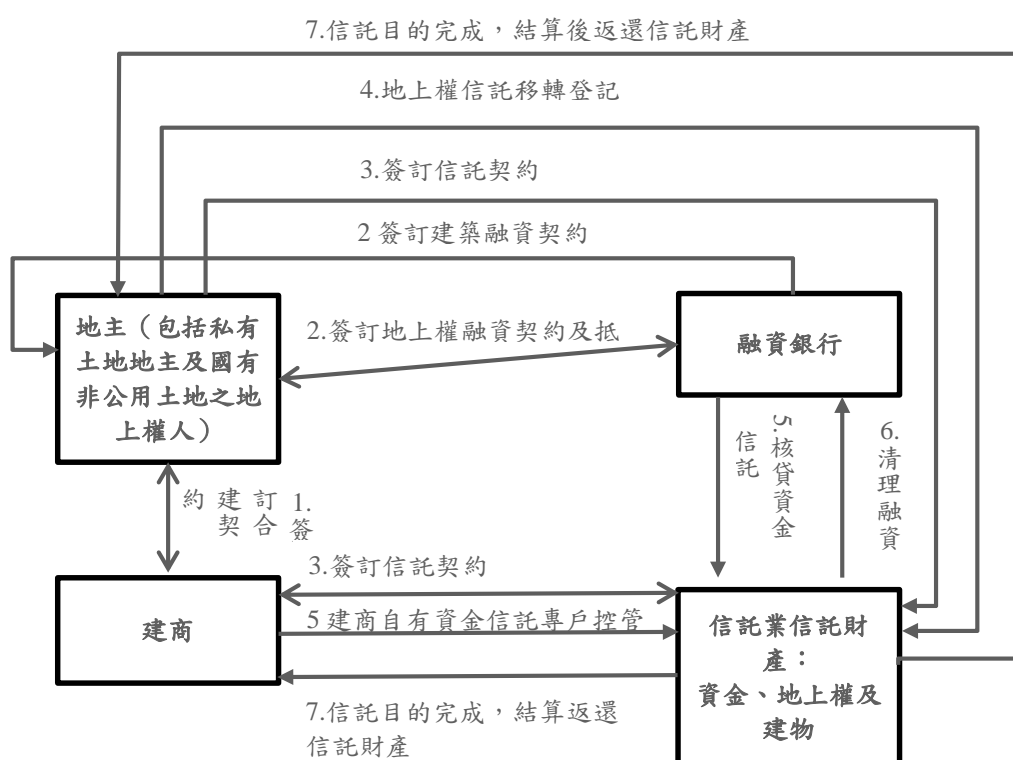 7.信託目的完成，結算後返還信託財產
4.地上權信託移轉登記
3.簽訂信託契約
2 簽訂建築融資契約
地主（包括私有
土地地主及國有
非公用土地之地
上權人）
2.簽訂地上權融資契約及抵
融資銀行
1.簽
訂合
建契
約
5.核貸資金
信託
6.清理融資
3.簽訂信託契約
5 建商自有資金信託專戶控管
建商
信託業信託財
產：
資金、地上權及
建物
7.信託目的完成，結算返還
信託財產